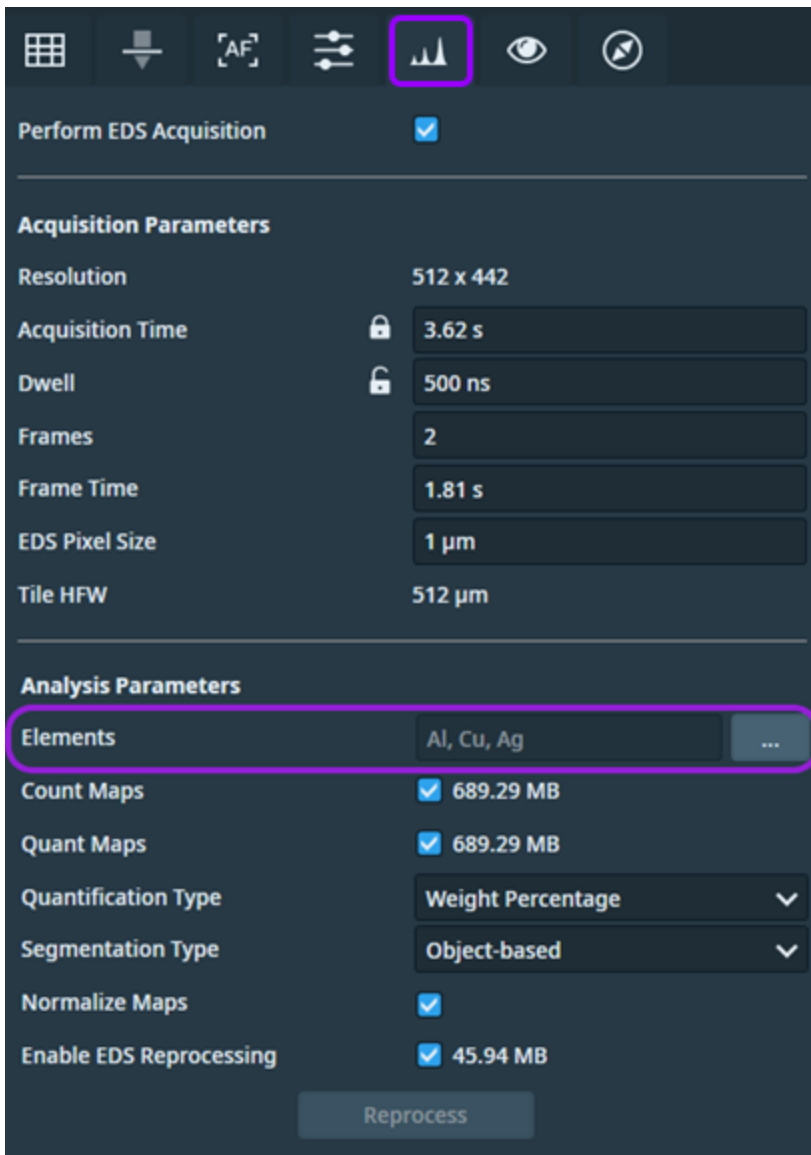 AF
Perform EDS Acquisition
Acquisition Parameters
Resolution 512 x 442
Acquisition Time 3.62 s
Dwell 500 ns
Frames 2
Frame Time 1.81 s
EDS Pixel Size 1 µm
Tile HFW 512 µm
Analysis Parameters
Elements Al, Cu, Ag ...
Count Maps 689.29 MB
Quant Maps 689.29 MB
Quantification Type Weight Percentage
Segmentation Type Object-based
Normalize Maps
Enable EDS Reprocessing 45.94 MB
Reprocess